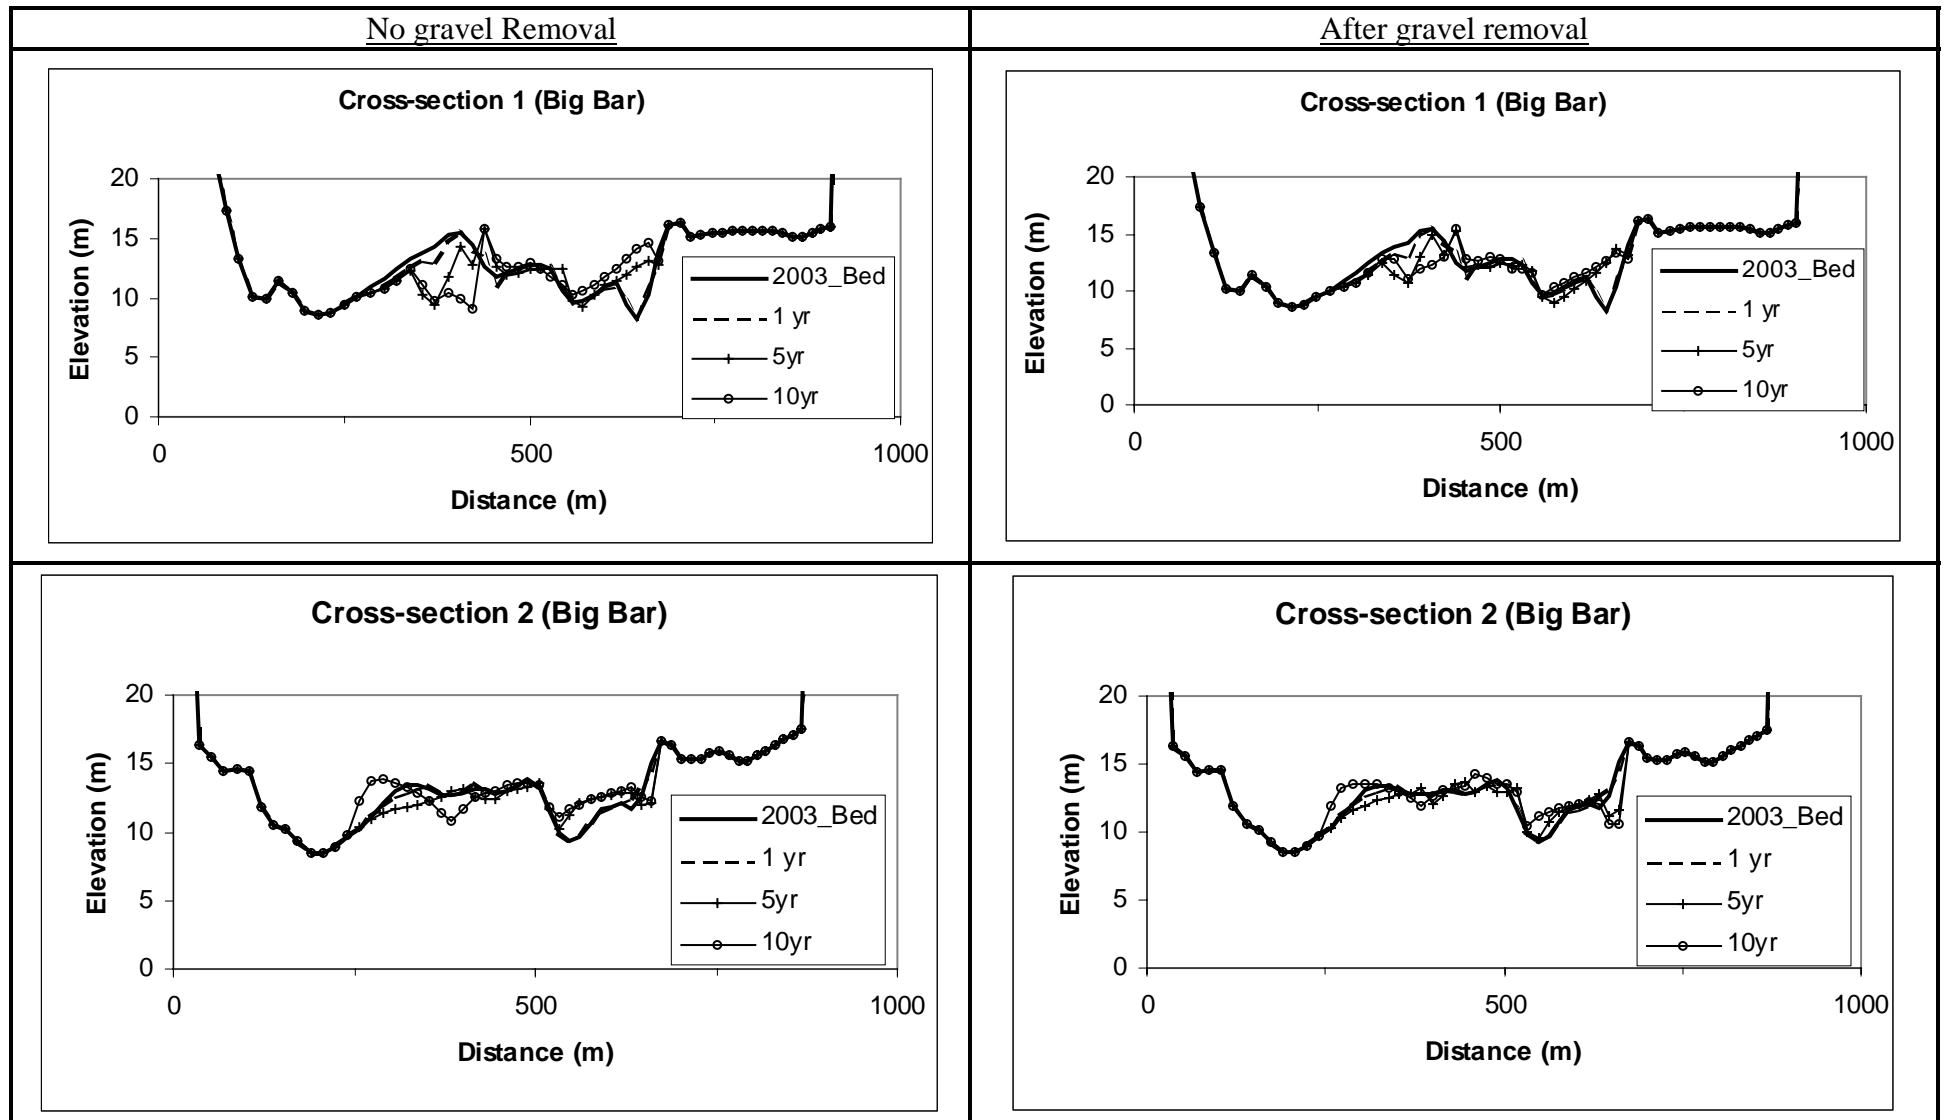 No gravel Removal
After gravel removal
Cross-section 1 (Big Bar)
20
15
10
5
0
Elevation (m)
0
500
1000
Distance (m)
2003_Bed
1 yr
5yr
10yr
Cross-section 1 (Big Bar)
20
15
10
5
0
Elevation (m)
0
500
1000
Distance (m)
2003_Bed
1 yr
5yr
10yr
Cross-section 2 (Big Bar)
20
15
10
5
0
Elevation (m)
0
500
1000
Distance (m)
2003_Bed
1 yr
5yr
10yr
Cross-section 2 (Big Bar)
20
15
10
5
0
Elevation (m)
0
500
1000
Distance (m)
2003_Bed
1 yr
5yr
10yr